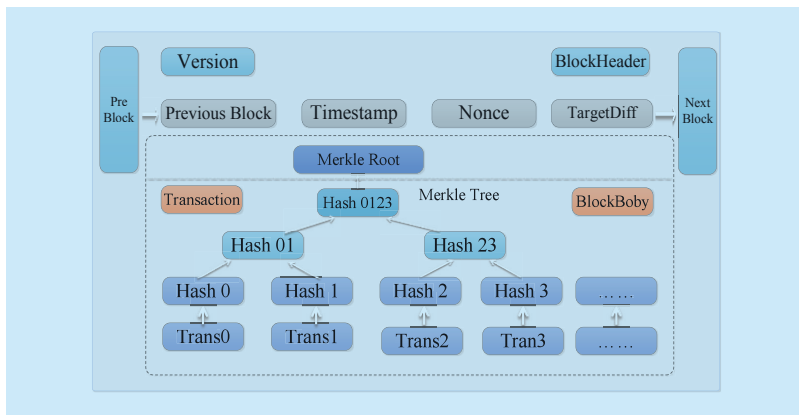 Version
BlockHeader
Pre
Block
Next
Block
Previous Block
Timestamp
Nonce
TargetDiff
Merkle Root
Transaction
Hash 0123
Merkle Tree
BlockBoby
Hash 01
Hash 23
Hash 0
Hash 1
Hash 2
Hash 3
... ...
Trans0
Trans1
Trans2
Tran3
... ...